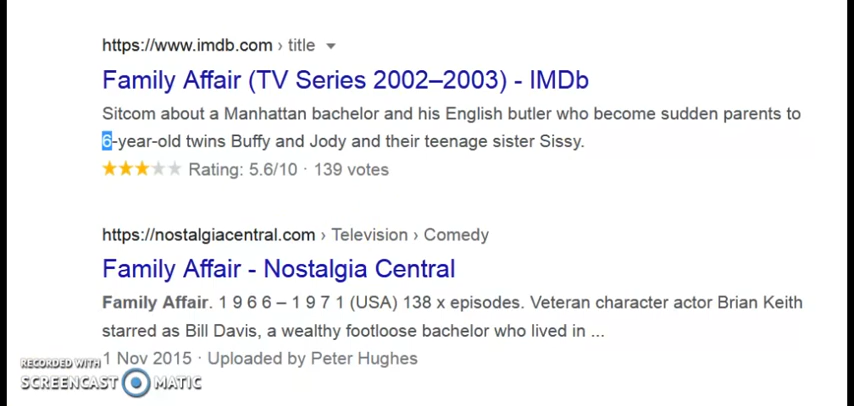 https://www.imdb.com › title
Family Affair (TV Series 2002–2003) - IMDb
Sitcom about a Manhattan bachelor and his English butler who become sudden parents to
6-year-old twins Buffy and Jody and their teenage sister Sissy.
Rating: 5.6/10 · 139 votes
https://nostalgiacentral.com › Television › Comedy
Family Affair - Nostalgia Central
Family Affair. 1 9 6 6 – 1 9 7 1 (USA) 138 x episodes. Veteran character actor Brian Keith
starred as Bill Davis, a wealthy footloose bachelor who lived in ...
1 Nov 2015 · Uploaded by Peter Hughes
RECORDED WITH
SCREENCAST MATIC